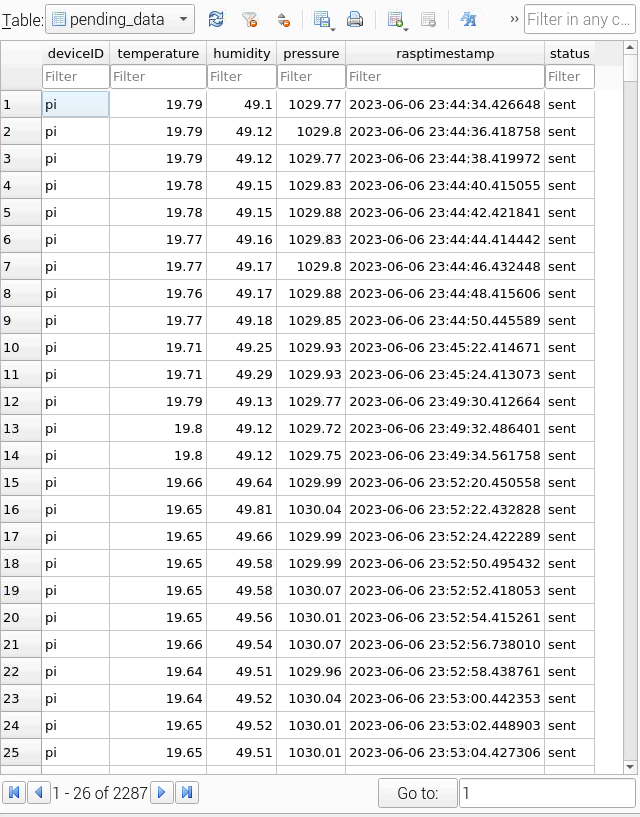 Table: pending_data » Filter in any c...
deviceID temperature humidity pressure rasptimestamp status
Filter Filter Filter Filter Filter Filter
1 pi 19.79 49.1 1029.77 2023-06-06 23:44:34.426648 sent
2 pi 19.79 49.12 1029.8 2023-06-06 23:44:36.418758 sent
3 pi 19.79 49.12 1029.77 2023-06-06 23:44:38.419972 sent
4 pi 19.78 49.15 1029.83 2023-06-06 23:44:40.415055 sent
5 pi 19.78 49.15 1029.88 2023-06-06 23:44:42.421841 sent
6 pi 19.77 49.16 1029.83 2023-06-06 23:44:44.414442 sent
7 pi 19.77 49.17 1029.8 2023-06-06 23:44:46.432448 sent
8 pi 19.76 49.17 1029.88 2023-06-06 23:44:48.415606 sent
9 pi 19.77 49.18 1029.85 2023-06-06 23:44:50.445589 sent
10 pi 19.71 49.25 1029.93 2023-06-06 23:45:22.414671 sent
11 pi 19.71 49.29 1029.93 2023-06-06 23:45:24.413073 sent
12 pi 19.79 49.13 1029.77 2023-06-06 23:49:30.412664 sent
13 pi 19.8 49.12 1029.72 2023-06-06 23:49:32.486401 sent
14 pi 19.8 49.12 1029.75 2023-06-06 23:49:34.561758 sent
15 pi 19.66 49.64 1029.99 2023-06-06 23:52:20.450558 sent
16 pi 19.65 49.81 1030.04 2023-06-06 23:52:22.432828 sent
17 pi 19.65 49.66 1029.99 2023-06-06 23:52:24.422289 sent
18 pi 19.65 49.58 1029.99 2023-06-06 23:52:50.495432 sent
19 pi 19.65 49.58 1030.07 2023-06-06 23:52:52.418053 sent
20 pi 19.65 49.56 1030.01 2023-06-06 23:52:54.415261 sent
21 pi 19.66 49.54 1030.07 2023-06-06 23:52:56.738010 sent
22 pi 19.64 49.51 1029.96 2023-06-06 23:52:58.438761 sent
23 pi 19.64 49.52 1030.04 2023-06-06 23:53:00.442353 sent
24 pi 19.65 49.52 1030.01 2023-06-06 23:53:02.448903 sent
25 pi 19.65 49.51 1030.01 2023-06-06 23:53:04.427306 sent
1 - 26 of 2287 Go to: 1